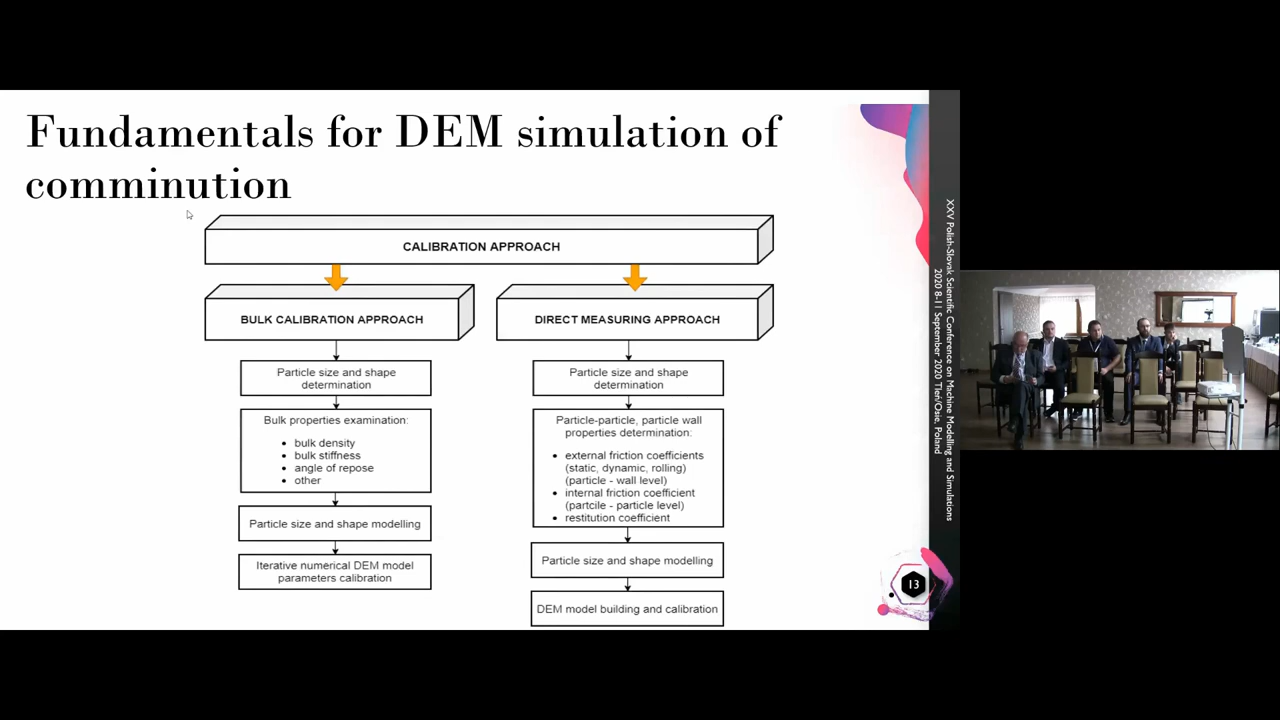 Fundamentals for DEM simulation of
comminution
CALIBRATION APPROACH
BULK CALIBRATION APPROACH
Particle size and shape
determination
Bulk properties examination:
• bulk density
• bulk stiffness
• angle of repose
• other
Particle size and shape modelling
Iterative numerical DEM model
parameters calibration
DIRECT MEASURING APPROACH
Particle size and shape
determination
Particle-particle, particle wall
properties determination:
• external friction coefficients
(static, dynamic, rolling)
(particle - wall level)
• internal friction coefficient
(partcile - particle level)
• restitution coefficient
Particle size and shape modelling
DEM model building and calibration
XXV Polish-Slovak Scientific Conference on Machine Modelling and Simulations
2020 8-11 September 2020 Tleń/Osie, Poland
13